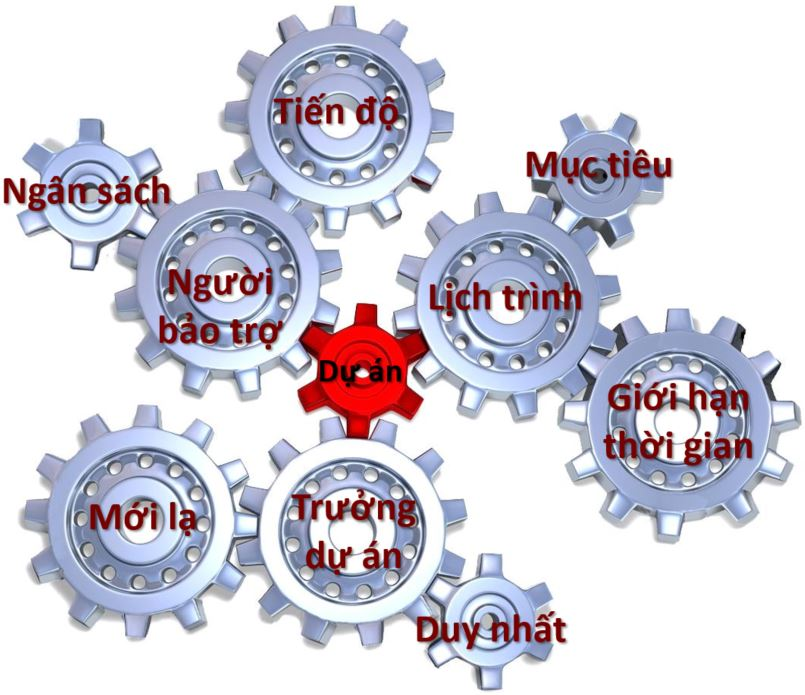 Tiến độ
Mục tiêu
Ngân sách
Người
bảo trợ
Lịch trình
Dự án
Giới hạn
thời gian
Mới lạ
Trưởng
dự án
Duy nhất